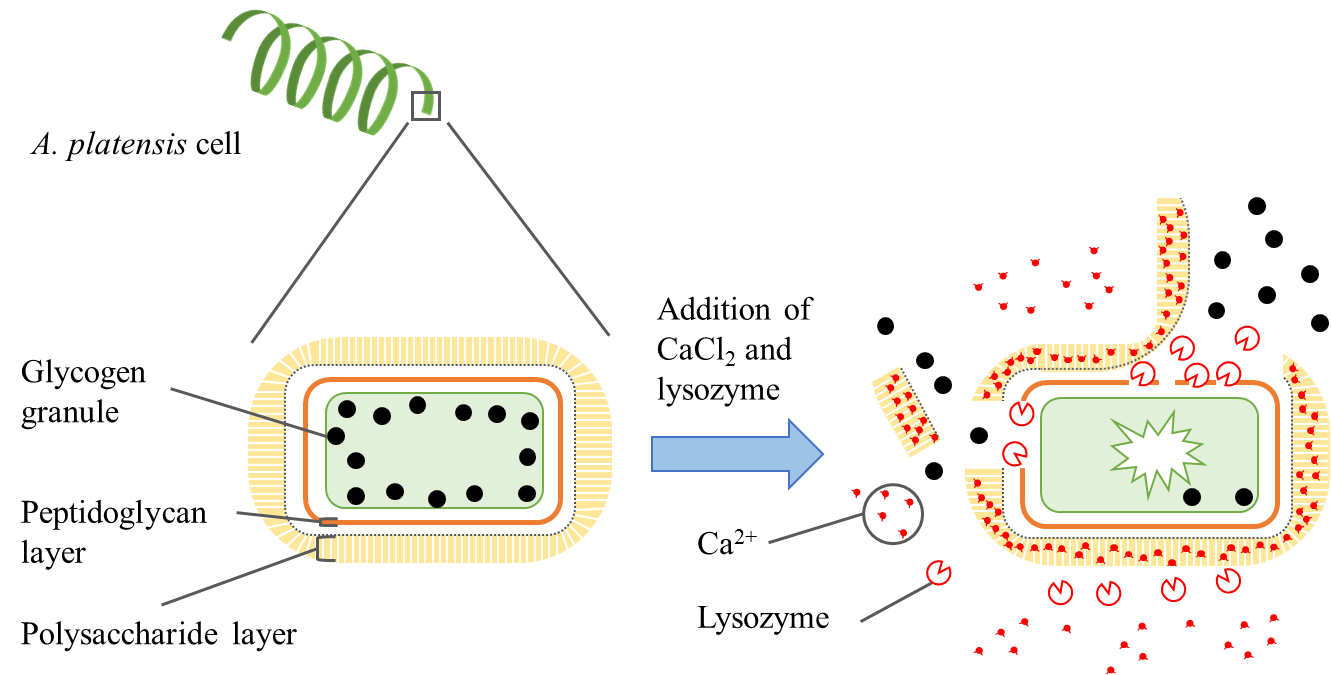 A. platensis cell
Glycogen
granule
Peptidoglycan
layer
Polysaccharide layer
Addition of
CaCl₂ and
lysozyme
Ca²⁺
Lysozyme